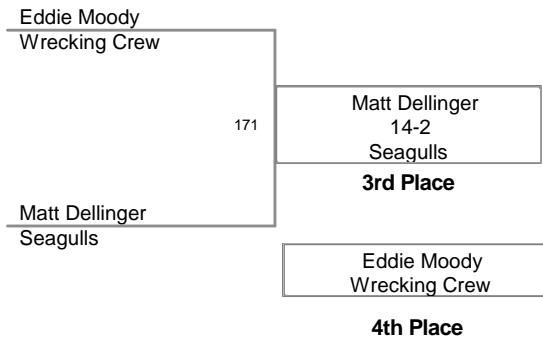 Eddie Moody
Wrecking Crew
171
Matt Dellinger
14-2
Seagulls
3rd Place
Matt Dellinger
Seagulls
Eddie Moody
Wrecking Crew
4th Place